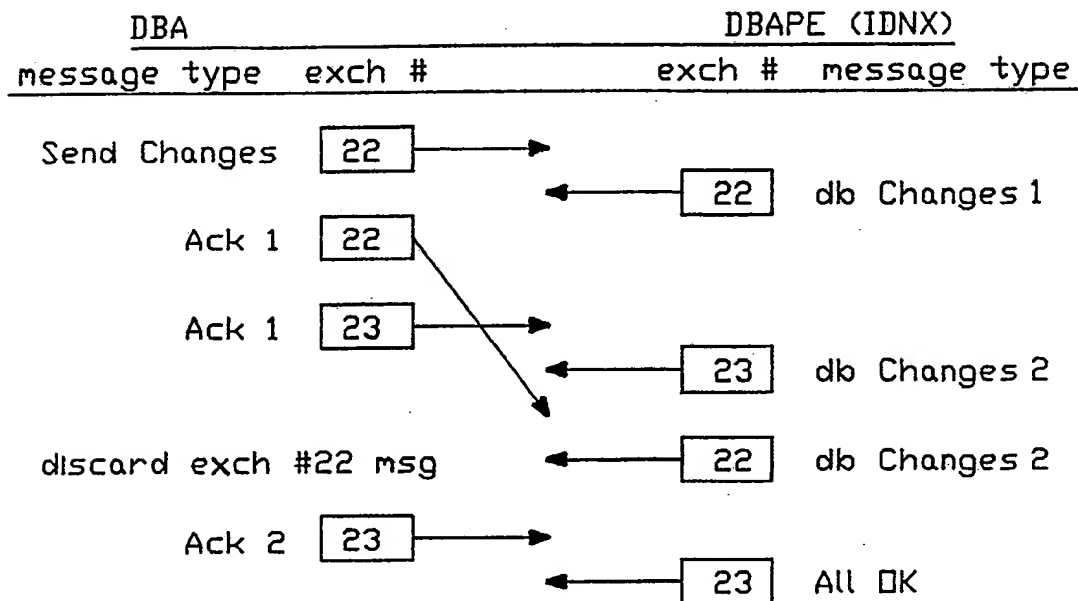 DBA DBAPE (IDNX)
message type exch # exch # message type
Send Changes 22
22 db Changes 1
Ack 1 22
Ack 1 23
23 db Changes 2
discard exch #22 msg 22 db Changes 2
Ack 2 23
23 All OK